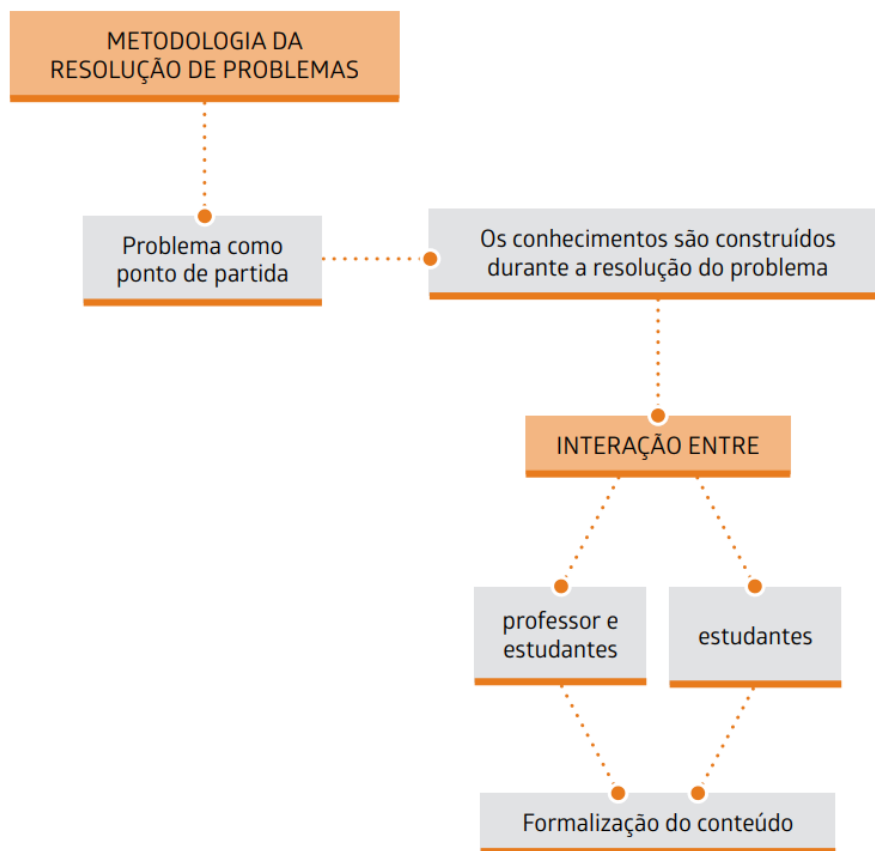 METODOLOGIA DA
RESOLUÇÃO DE PROBLEMAS
Problema como
ponto de partida
Os conhecimentos são construídos
durante a resolução do problema
INTERAÇÃO ENTRE
professor e
estudantes
estudantes
Formalização do conteúdo